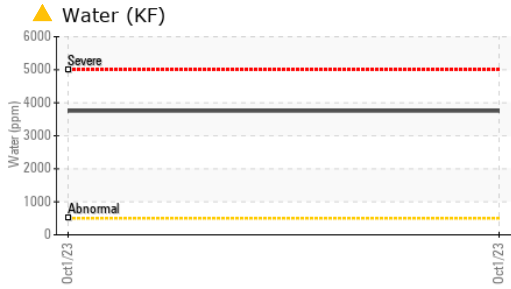 Water (KF)
6000
5000
4000
3000
2000
1000
0
Water (ppm)
Severe
Abnormal
Oct1/23
Oct1/23